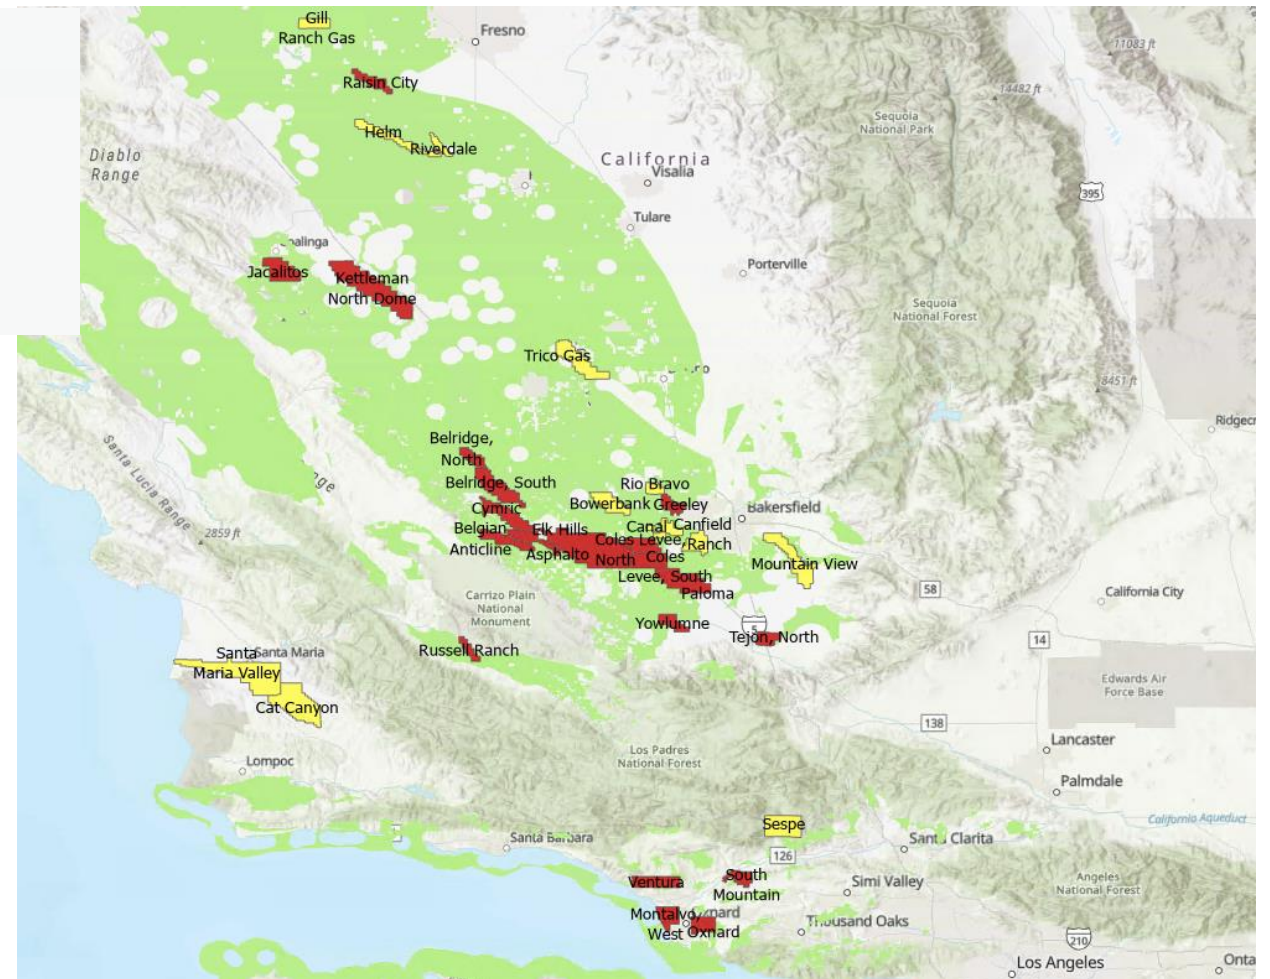 Gill
Ranch Gas
Fresno
11083 ft
Raisin City
14482 ft
Helm
Riverdale
Sequoia
National Park
Diablo
Range
California
Visalia
395
Tulare
Jacalitos
Kettleman
North Dome
Porterville
Sequoia
National Forest
Trico Gas
8451 ft
Ridgecr
Santa Lucia Range
2859 ft
Belridge,
North
Belridge, South
Rio Bravo
Cymric
Bowerbank
Greeley
Bakersfield
Belgian
Anticline
Elk Hills
Canal
Canfield
Ranch
Coles Levee,
North
Asphalto
Coles
Levee, South
Mountain View
Paloma
58
California City
Carrizo Plain
National
Monument
Yowlumne
5
Tejon, North
14
Russell Ranch
Santa
Maria Valley
Santa Maria
Cat Canyon
Edwards Air
Force Base
138
Lompoc
Los Padres
National Forest
Lancaster
Palmdale
California Aqueduct
Sespe
Santa Barbara
126
Simi Valley
Ventura
South
Mountain
Angeles
National Forest
Montalvo,
West
Oxnard
Thousand Oaks
210
Los Angeles
Onta